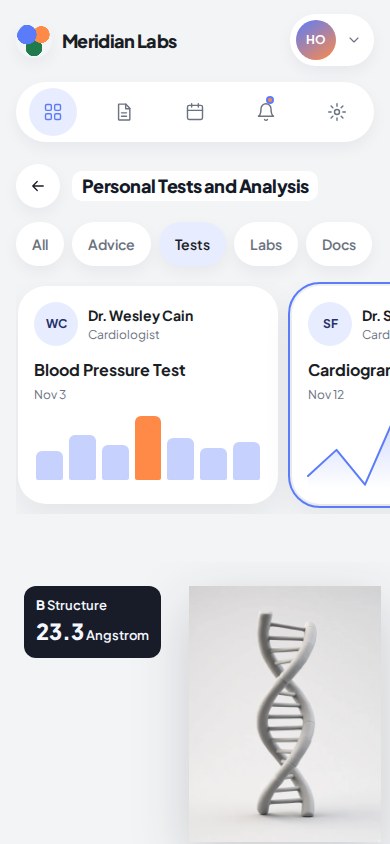 Meridian Labs
HO
Personal Tests and Analysis
All
Advice
Tests
Labs
Docs
WC
Dr. Wesley Cain
Cardiologist
Blood Pressure Test
Nov 3
SF
Dr. S
Card
Cardiogra
Nov 12
B Structure
23.3 Angstrom